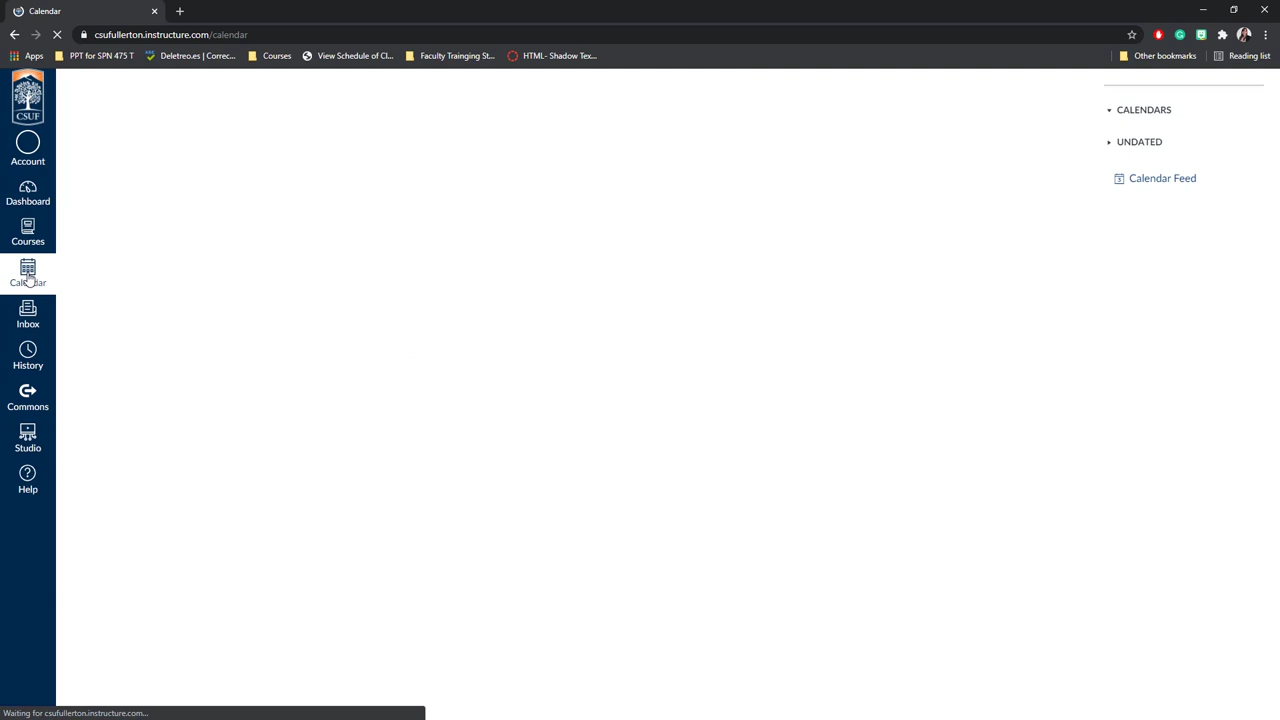 Calendar
csufullerton.instructure.com/calendar
Apps PPT for SPN 475 T Deletreo.es | Correc... Courses View Schedule of Cl... Faculty Trainging St... HTML- Shadow Tex... Other bookmarks Reading list
CSUF
Account
Dashboard
Courses
Calendar
Inbox
History
Commons
Studio
Help
CALENDARS
UNDATED
Calendar Feed
Waiting for csufullerton.instructure.com...